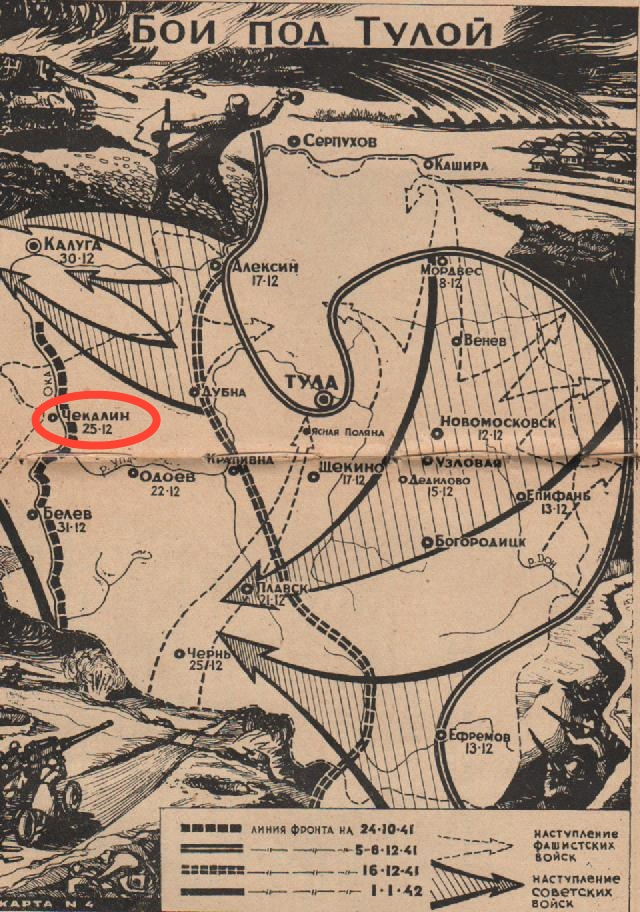 Бои под Тулой
Серпухов
Кашира
Калуга
30·12
Алексин
17·12
Мордвес
8·12
Венев
Ока
Дубна
Тула
Чекалин
25·12
Ясная Поляна
Новомосковск
12·12
р. Упа
Одоев
22·12
Крапивна
Щекино
17·12
Узловая
Дедилово
15·12
Епифань
13·12
Белев
31·12
Богородицк
р. Дон
Плавск
21·12
Чернь
25/12
Ефремов
13·12
линия фронта на 24·10·41
—"— —"— 5-6·12·41
—"— —"— 16·12·41
—"— —"— 1·1·42
наступление
фашистских
войск
наступление
советских
войск
Карта N 4